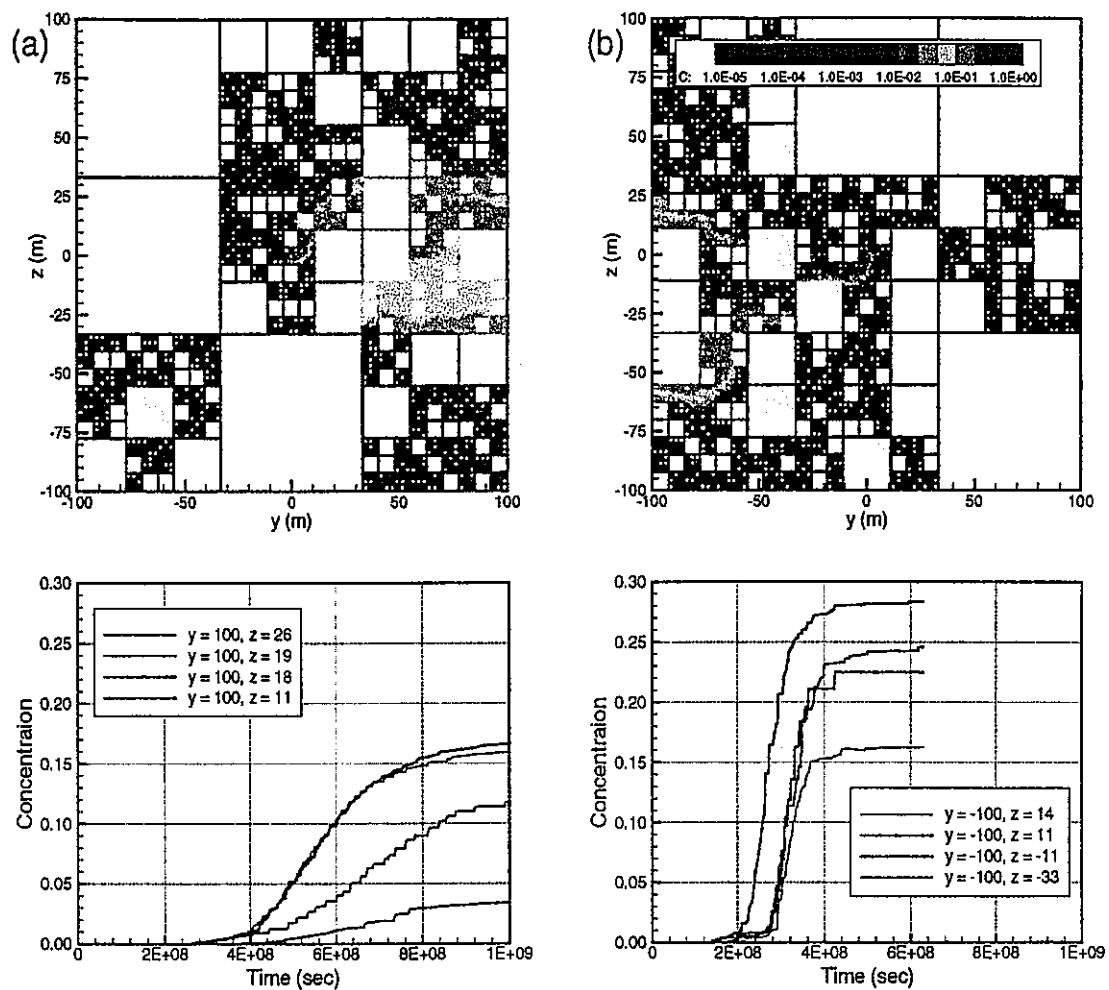 (a)
100
75
50
25
0
-25
-50
-75
-100
z (m)
-100
-50
0
50
100
y (m)
(b)
C: 1.0E-05 1.0E-04 1.0E-03 1.0E-02 1.0E-01 1.0E+00
100
75
50
25
0
-25
-50
-75
-100
z (m)
-100
-50
0
50
100
y (m)
0.30
0.25
0.20
0.15
0.10
0.05
0.00
Concentraion
y = 100, z = 26
y = 100, z = 19
y = 100, z = 18
y = 100, z = 11
0
2E+08
4E+08
6E+08
8E+08
1E+09
Time (sec)
0.30
0.25
0.20
0.15
0.10
0.05
0.00
Concentraion
y = -100, z = 14
y = -100, z = 11
y = -100, z = -11
y = -100, z = -33
0
2E+08
4E+08
6E+08
8E+08
1E+09
Time (sec)